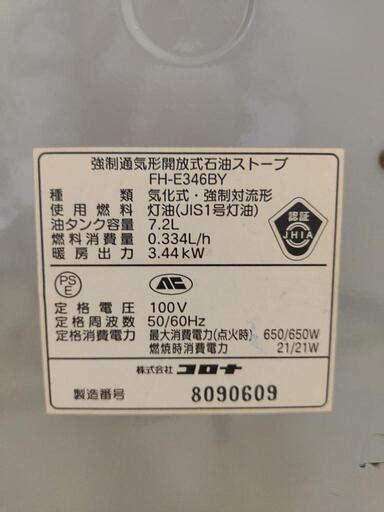 強制通気形開放式石油ストーブ
FH-E346BY
種類 気化式・強制対流形
使用燃料 灯油(JIS1号灯油)
油タンク容量 7.2L
燃料消費量 0.334L/h
暖房出力 3.44kW
認証
JHIA
PS
E
定格電圧 100V
定格周波数 50/60Hz
定格消費電力 最大消費電力(点火時) 650/650W
燃焼時消費電力 21/21W
株式会社 コロナ
製造番号 8090609